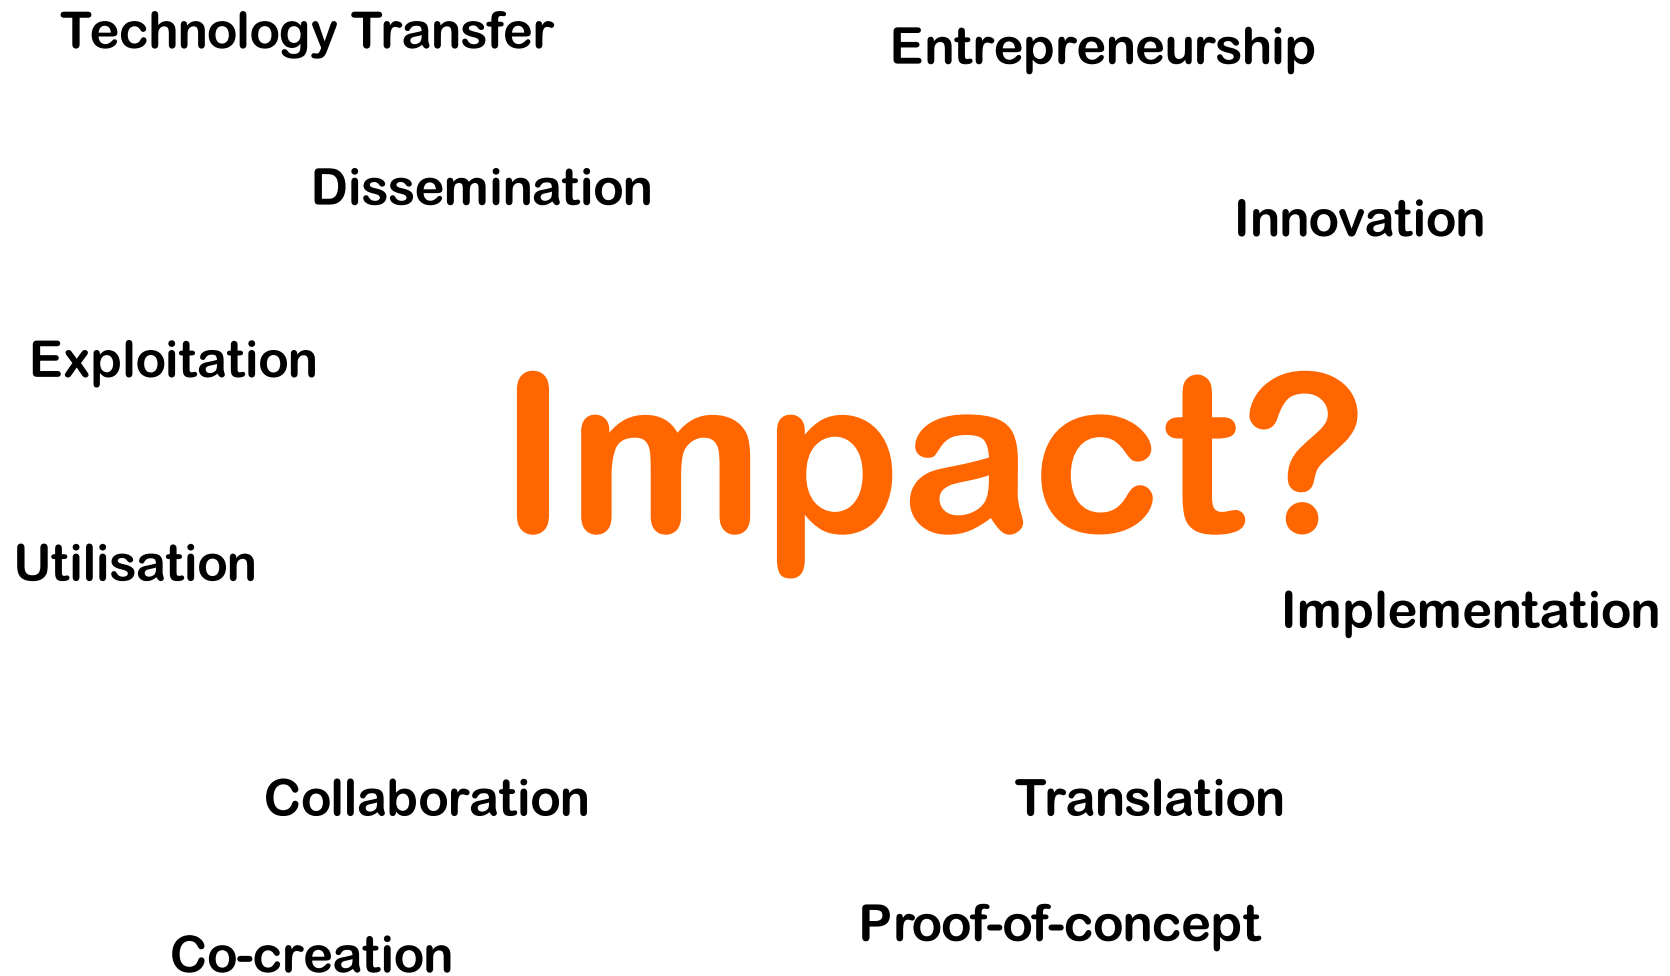 Technology Transfer
Entrepreneurship
Dissemination
Innovation
Exploitation
Impact?
Utilisation
Implementation
Collaboration
Translation
Proof-of-concept
Co-creation